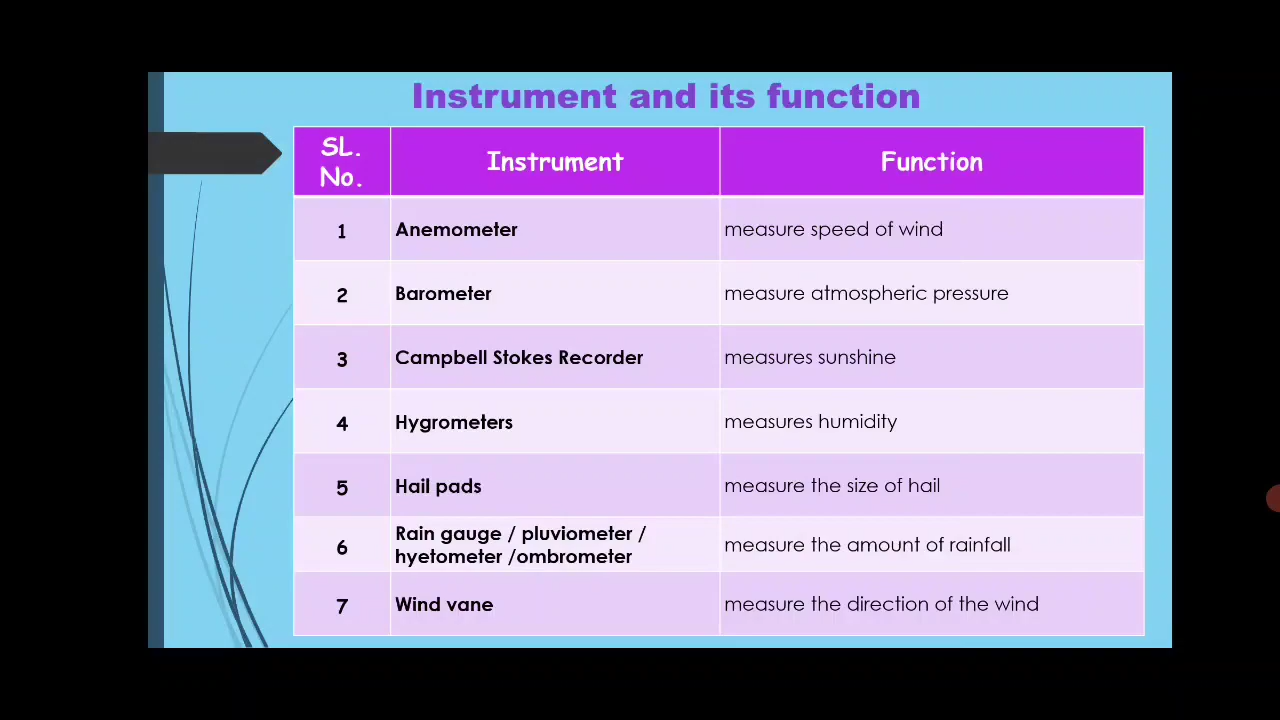 Instrument and its function
SL. No. Instrument Function
1 Anemometer measure speed of wind
2 Barometer measure atmospheric pressure
3 Campbell Stokes Recorder measures sunshine
4 Hygrometers measures humidity
5 Hail pads measure the size of hail
6 Rain gauge / pluviometer / hyetometer /ombrometer measure the amount of rainfall
7 Wind vane measure the direction of the wind